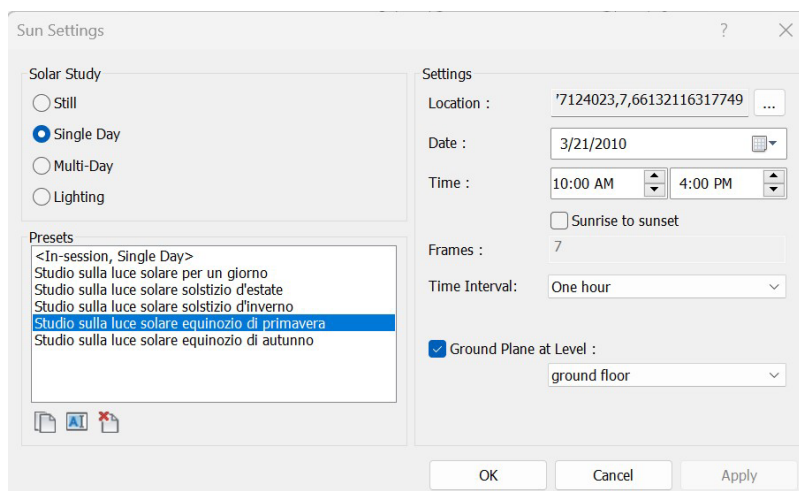 Sun Settings
?
Solar Study
Still
Single Day
Multi-Day
Lighting
Presets
<In-session, Single Day>
Studio sulla luce solare per un giorno
Studio sulla luce solare solstizio d'estate
Studio sulla luce solare solstizio d'inverno
Studio sulla luce solare equinozio di primavera
Studio sulla luce solare equinozio di autunno
AI
Settings
Location : '7124023,7,66132116317749 ...
Date : 3/21/2010
Time : 10:00 AM 4:00 PM
Sunrise to sunset
Frames : 7
Time Interval: One hour
Ground Plane at Level :
ground floor
OK Cancel Apply